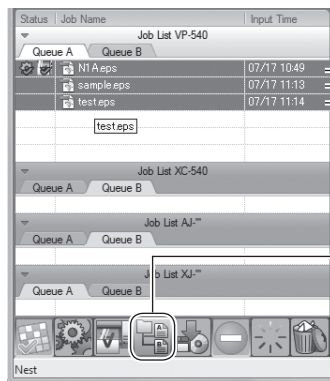 Status Job Name Input Time
Job List VP-540
Queue A Queue B
N1A.eps 07/17 10:49
sample.eps 07/17 11:13
test.eps 07/17 11:14
test.eps
Job List XC-540
Queue A Queue B
Job List AJ-""
Queue A Queue B
Job List XJ-""
Queue A Queue B
V
A
B
Nest